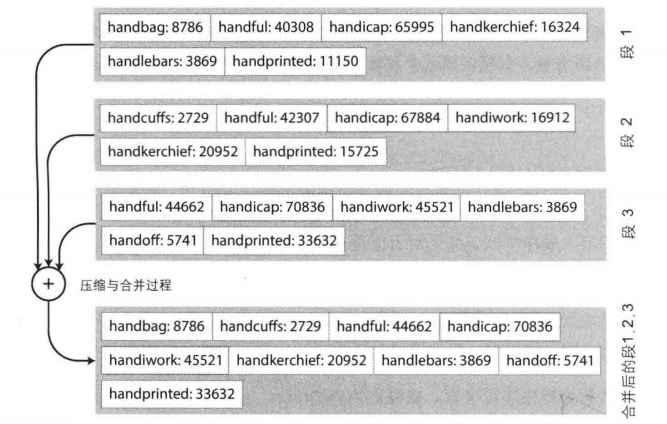 handbag: 8786 handful: 40308 handicap: 65995 handkerchief: 16324
handlebars: 3869 handprinted: 11150
段 1
handcuffs: 2729 handful: 42307 handicap: 67884 handiwork: 16912
handkerchief: 20952 handprinted: 15725
段 2
handful: 44662 handicap: 70836 handiwork: 45521 handlebars: 3869
handoff: 5741 handprinted: 33632
段 3
+
压缩与合并过程
handbag: 8786 handcuffs: 2729 handful: 44662 handicap: 70836
handiwork: 45521 handkerchief: 20952 handlebars: 3869 handoff: 5741
handprinted: 33632
合并后的段1, 2, 3